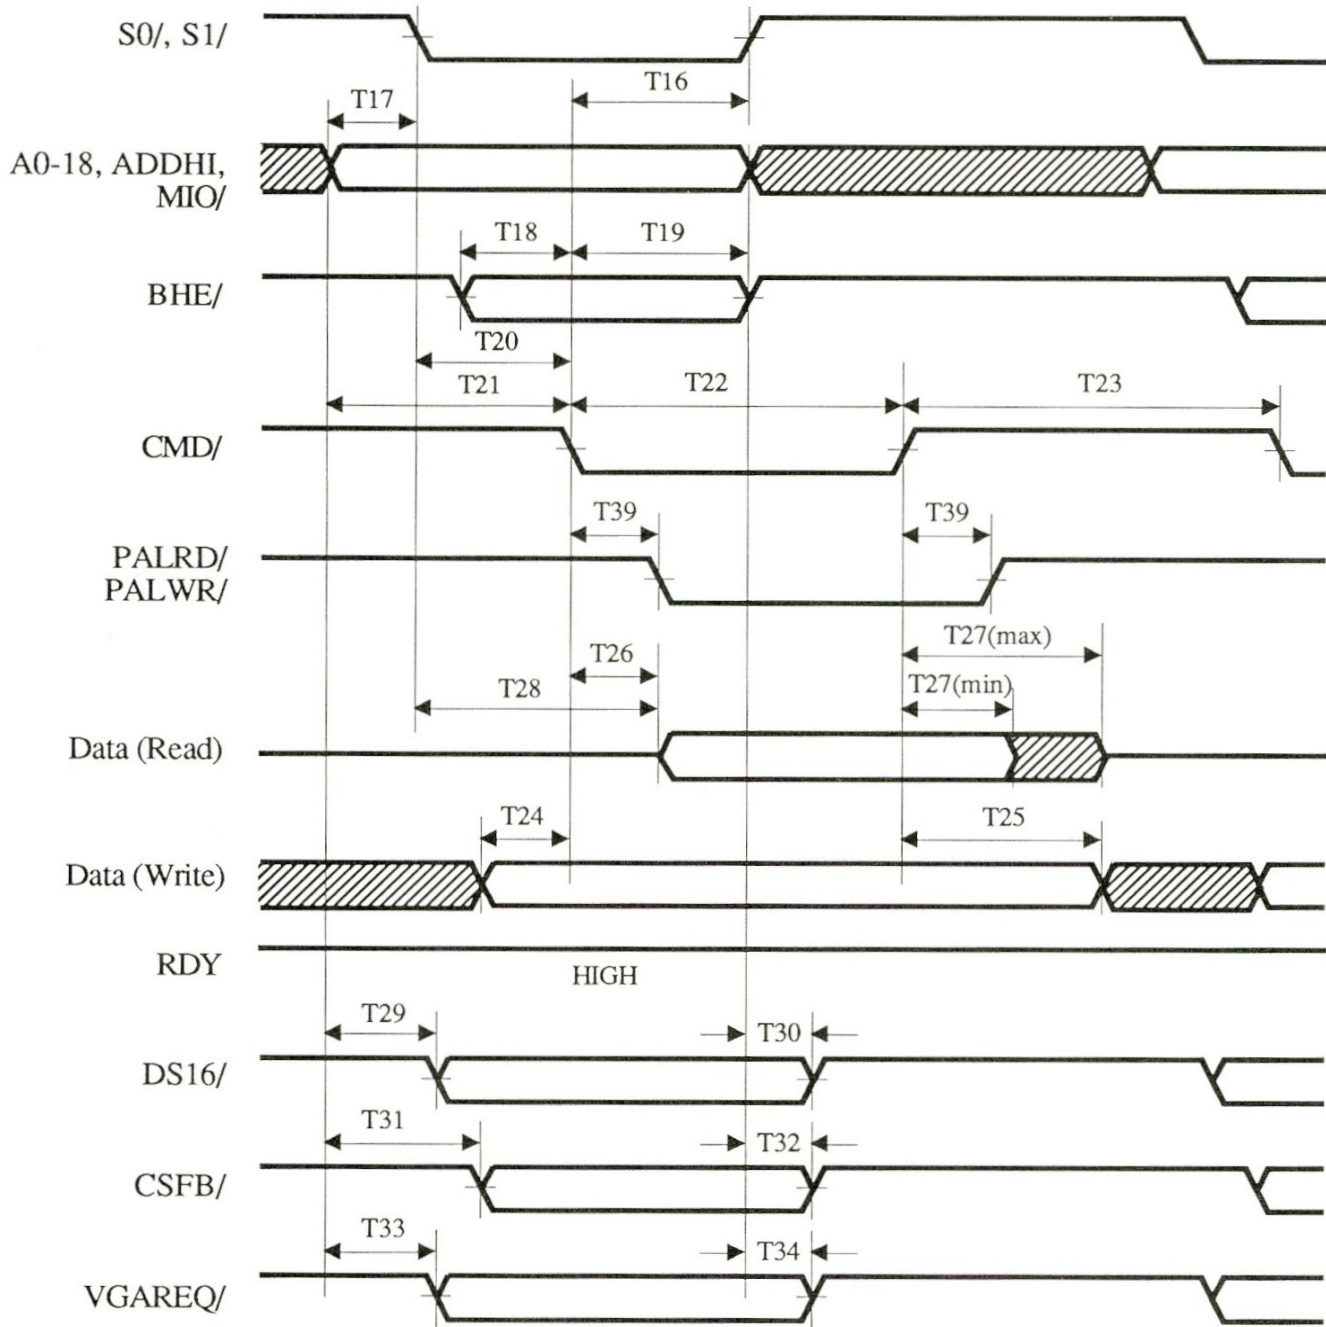 S0/, S1/
T16
T17
A0-18, ADDHI,
MIO/
T18
T19
BHE/
T20
T21
T22
T23
CMD/
T39
T39
PALRD/
PALWR/
T27(max)
T26
T28
T27(min)
Data (Read)
T24
T25
Data (Write)
RDY
HIGH
T29
T30
DS16/
T31
T32
CSFB/
T33
T34
VGAREQ/